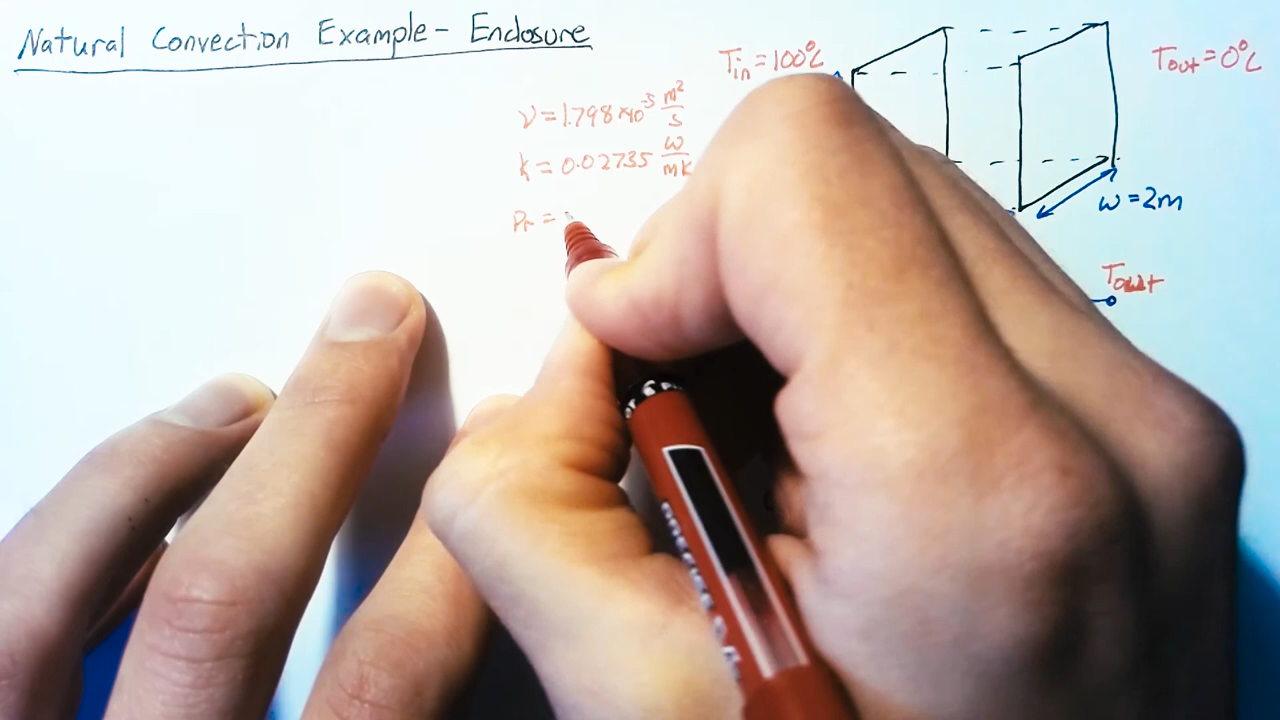 Natural Convection Example - Enclosure
Tin = 100°C
Tout = 0°C
ν = 1.798×10⁻⁵ m²/s
k = 0.02735 W/mK
Pr =
w = 2m
Tout